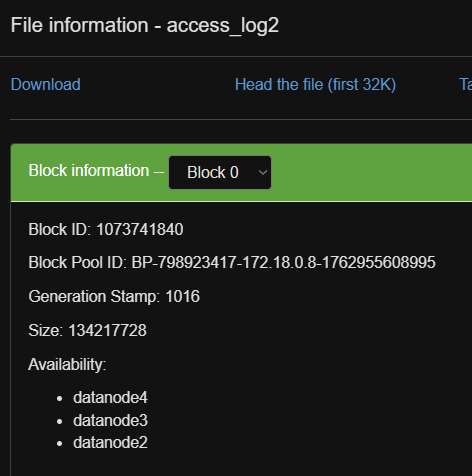 File information - access_log2
Download Head the file (first 32K)
Block information -- Block 0
Block ID: 1073741840
Block Pool ID: BP-798923417-172.18.0.8-1762955608995
Generation Stamp: 1016
Size: 134217728
Availability:
datanode4
datanode3
datanode2